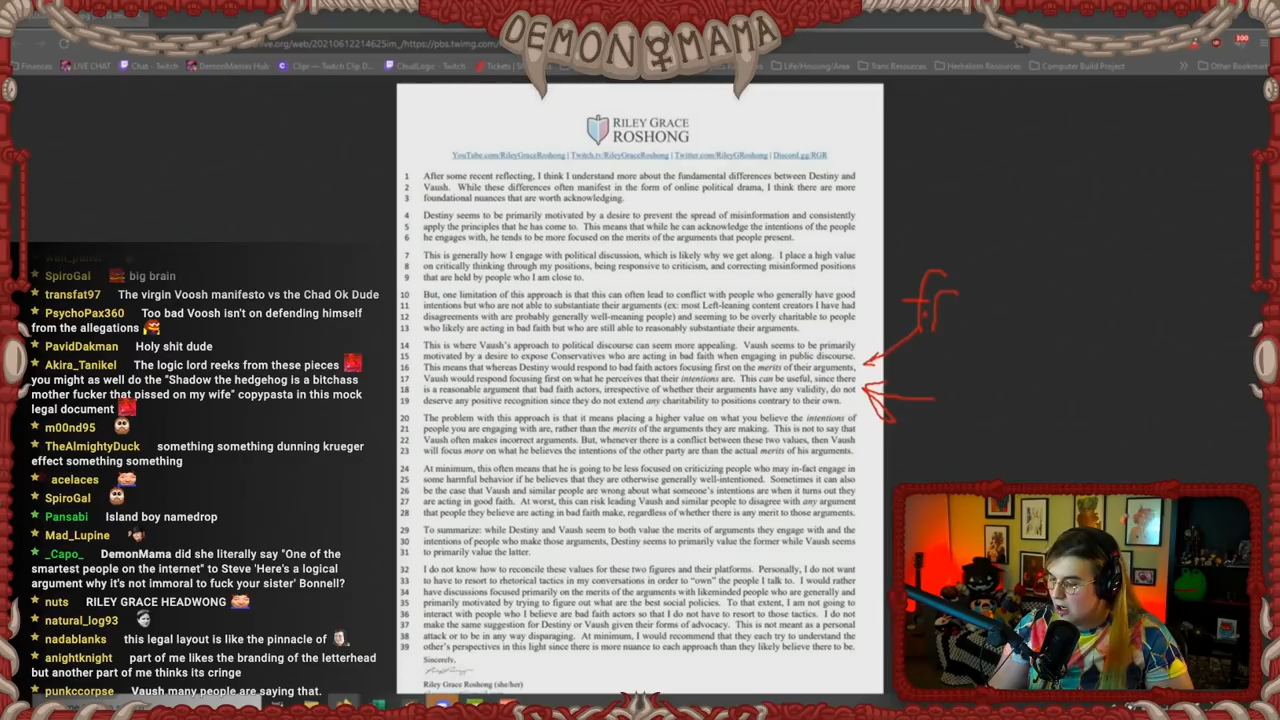 DEMON MAMA
300
LIVE CHAT
Chat - Twitch
Clipr — Twitch Clip D...
Trans Resources
Herbalism Resources
Computer Build Project
Other Bookmark
RILEY GRACE
ROSHONG
YouTube.com/RileyGraceRoshong | Twitch.tv/RileyGraceRoshong | Twitter.com/RileyGRoshong | Discord.gg/RGR
1 After some recent reflecting, I think I understand more about the fundamental differences between Destiny and
2 Vaush. While these differences often manifest in the form of online political drama, I think there are more
3 foundational nuances that are worth acknowledging.
4 Destiny seems to be primarily motivated by a desire to prevent the spread of misinformation and consistently
5 apply the principles that he has come to. This means that while he can acknowledge the intentions of the people
6 he engages with, he tends to be more focused on the merits of the arguments that people present.
7 This is generally how I engage with political discussion, which is likely why we get along. I place a high value
8 on critically thinking through my positions, being responsive to criticism, and correcting misinformed positions
9 that are held by people who I am close to.
10 But, one limitation of this approach is that this can often lead to conflict with people who generally have good
11 intentions but who are not able to substantiate their arguments (ex: most Left-leaning content creators I have had
12 disagreements with are probably generally well-meaning people) and seeming to be overly charitable to people
13 who likely are acting in bad faith but who are still able to reasonably substantiate their arguments.
14 This is where Vaush's approach to political discourse can seem more appealing. Vaush seems to be primarily
15 motivated by a desire to expose Conservatives who are acting in bad faith when engaging in public discourse.
16 This means that whereas Destiny would respond to bad faith actors focusing first on the merits of their arguments,
17 Vaush would respond focusing first on what he perceives that their intentions are. This can be useful, since there
18 is a reasonable argument that bad faith actors, irrespective of whether their arguments have any validity, do not
19 deserve any positive recognition since they do not extend any charitability to positions contrary to their own.
20 The problem with this approach is that it means placing a higher value on what you believe the intentions of
21 people you are engaging with are, rather than the merits of the arguments they are making. This is not to say that
22 Vaush often makes incorrect arguments. But, whenever there is a conflict between these two values, then Vaush
23 will focus more on what he believes the intentions of the other party are than the actual merits of his arguments.
24 At minimum, this often means that he is going to be less focused on criticizing people who may in-fact engage in
25 some harmful behavior if he believes that they are otherwise generally well-intentioned. Sometimes it can also
26 be the case that Vaush and similar people are wrong about what someone's intentions are when it turns out they
27 are acting in good faith. At worst, this can risk leading Vaush and similar people to disagree with any argument
28 that people they believe are acting in bad faith make, regardless of whether there is any merit to those arguments.
29 To summarize: while Destiny and Vaush seem to both value the merits of arguments they engage with and the
30 intentions of people who make those arguments, Destiny seems to primarily value the former while Vaush seems
31 to primarily value the latter.
32 I do not know how to reconcile these values for these two figures and their platforms. Personally, I do not want
33 to have to resort to rhetorical tactics in my conversations in order to "own" the people I talk to. I would rather
34 have discussions focused primarily on the merits of the arguments with likeminded people who are generally and
35 primarily motivated by trying to figure out what are the best social policies. To that extent, I am not going to
36 interact with people who I believe are bad faith actors so that I do not have to resort to those tactics. I do not
37 make the same suggestion for Destiny or Vaush given their forms of advocacy. This is not meant as a personal
38 attack or to be in any way disparaging. At minimum, I would recommend that they each try to understand the
39 other's perspectives in this light since there is more nuance to each approach than they likely believe there to be.
Sincerely,
Riley Grace Roshong (she/her)
SpiroGal big brain
transfat97 The virgin Voosh manifesto vs the Chad Ok Dude
PsychoYak360 Too bad Vposh isn't on defending himself
from the allegations
PavidDakman Holy shit dude
Akira_Tanikel The logic lord reeks from these pieces
you might as well do the "Shadow the hedgehog is a bitchass
mother fucker the pissed on my wife" copypasta in this mock
legal document
m00nd95
TheAlmightyDuck something something dunning krueger
effect something something
acelaces
SpiroGal
Pansabi Island boy namedrop
Mei_Lupine
_Capo_ DemonMama did she literally say "One of the
smartest people on the internet" to Steve 'Here's a logical
argument why it's not immoral to fuck your sister' Bonnell?
nuts RILEY GRACE HEADWONG
nadablanks this legal layout is like the pinnacle of
anightknight part of me likes the branding of the letterhead
but another part of me thinks its cringe
punkccorpse Vaush many people are saying that.